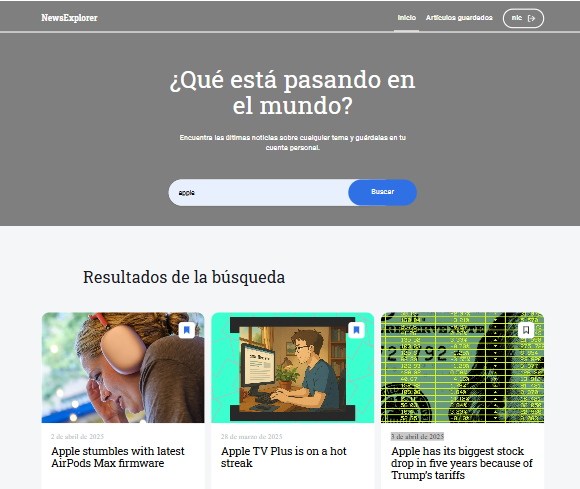 NewsExplorer
Inicio
Artículos guardados
nic
¿Qué está pasando en
el mundo?
Encuentra las últimas noticias sobre cualquier tema y guárdalas en tu
cuenta personal.
apple
Buscar
Resultados de la búsqueda
2 de abril de 2025
Apple stumbles with latest
AirPods Max firmware
28 de marzo de 2025
Apple TV Plus is on a hot
streak
3 de abril de 2025
Apple has its biggest stock
drop in five years because of
Trump's tariffs